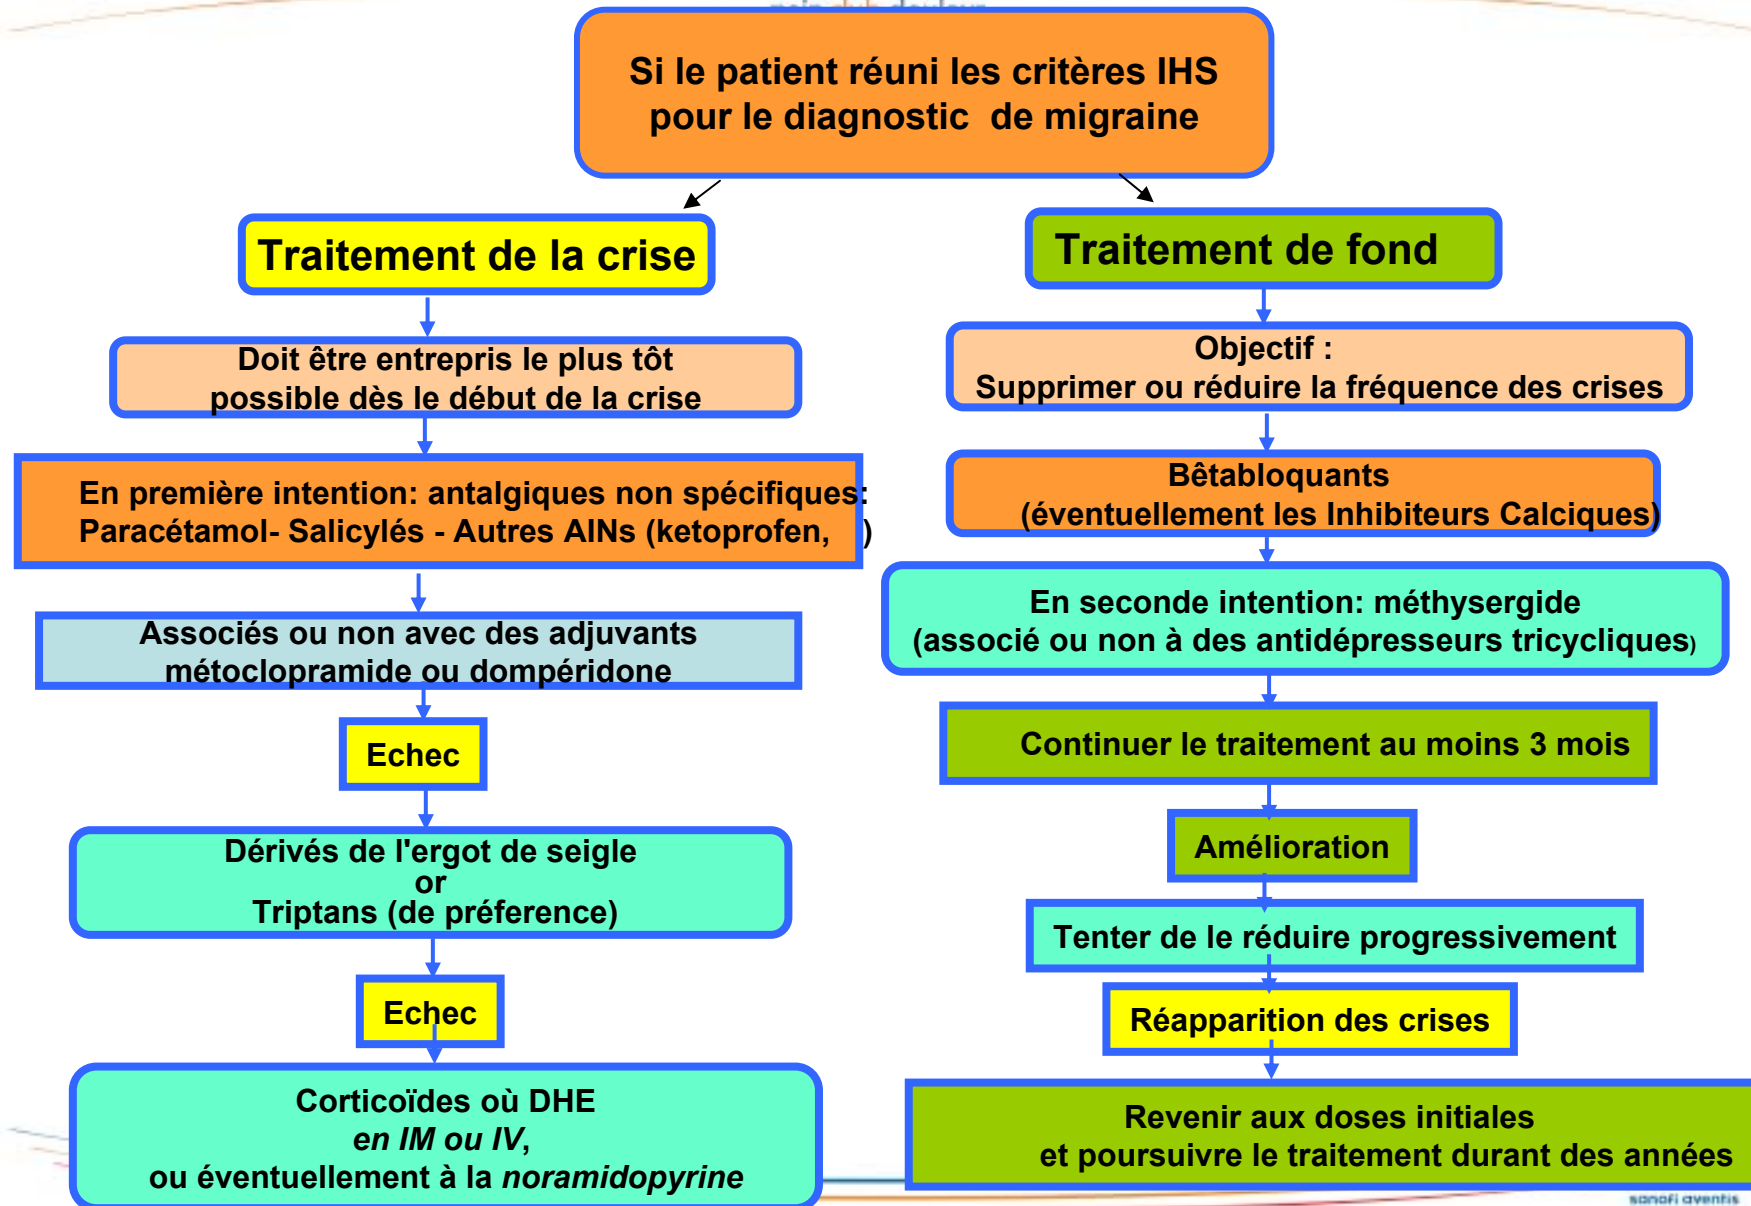 pain club douleur
Si le patient réuni les critères IHS
pour le diagnostic de migraine
Traitement de la crise
Doit être entrepris le plus tôt
possible dès le début de la crise
En première intention: antalgiques non spécifiques:
Paracétamol- Salicylés - Autres AINs (ketoprofen, )
Associés ou non avec des adjuvants
métoclopramide ou dompéridone
Echec
Dérivés de l'ergot de seigle
or
Triptans (de préference)
Echec
Corticoïdes où DHE
en IM ou IV,
ou éventuellement à la noramidopyrine
Traitement de fond
Objectif :
Supprimer ou réduire la fréquence des crises
Bêtabloquants
(éventuellement les Inhibiteurs Calciques)
En seconde intention: méthysergide
(associé ou non à des antidépresseurs tricycliques)
Continuer le traitement au moins 3 mois
Amélioration
Tenter de le réduire progressivement
Réapparition des crises
Revenir aux doses initiales
et poursuivre le traitement durant des années
sanofi aventis